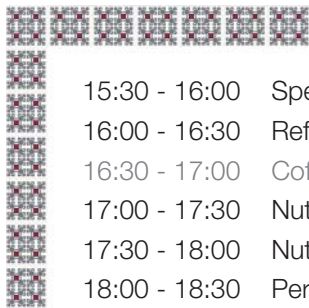 15:30 - 16:00 Spe
16:00 - 16:30 Ref
16:30 - 17:00 Cof
17:00 - 17:30 Nut
17:30 - 18:00 Nut
18:00 - 18:30 Per